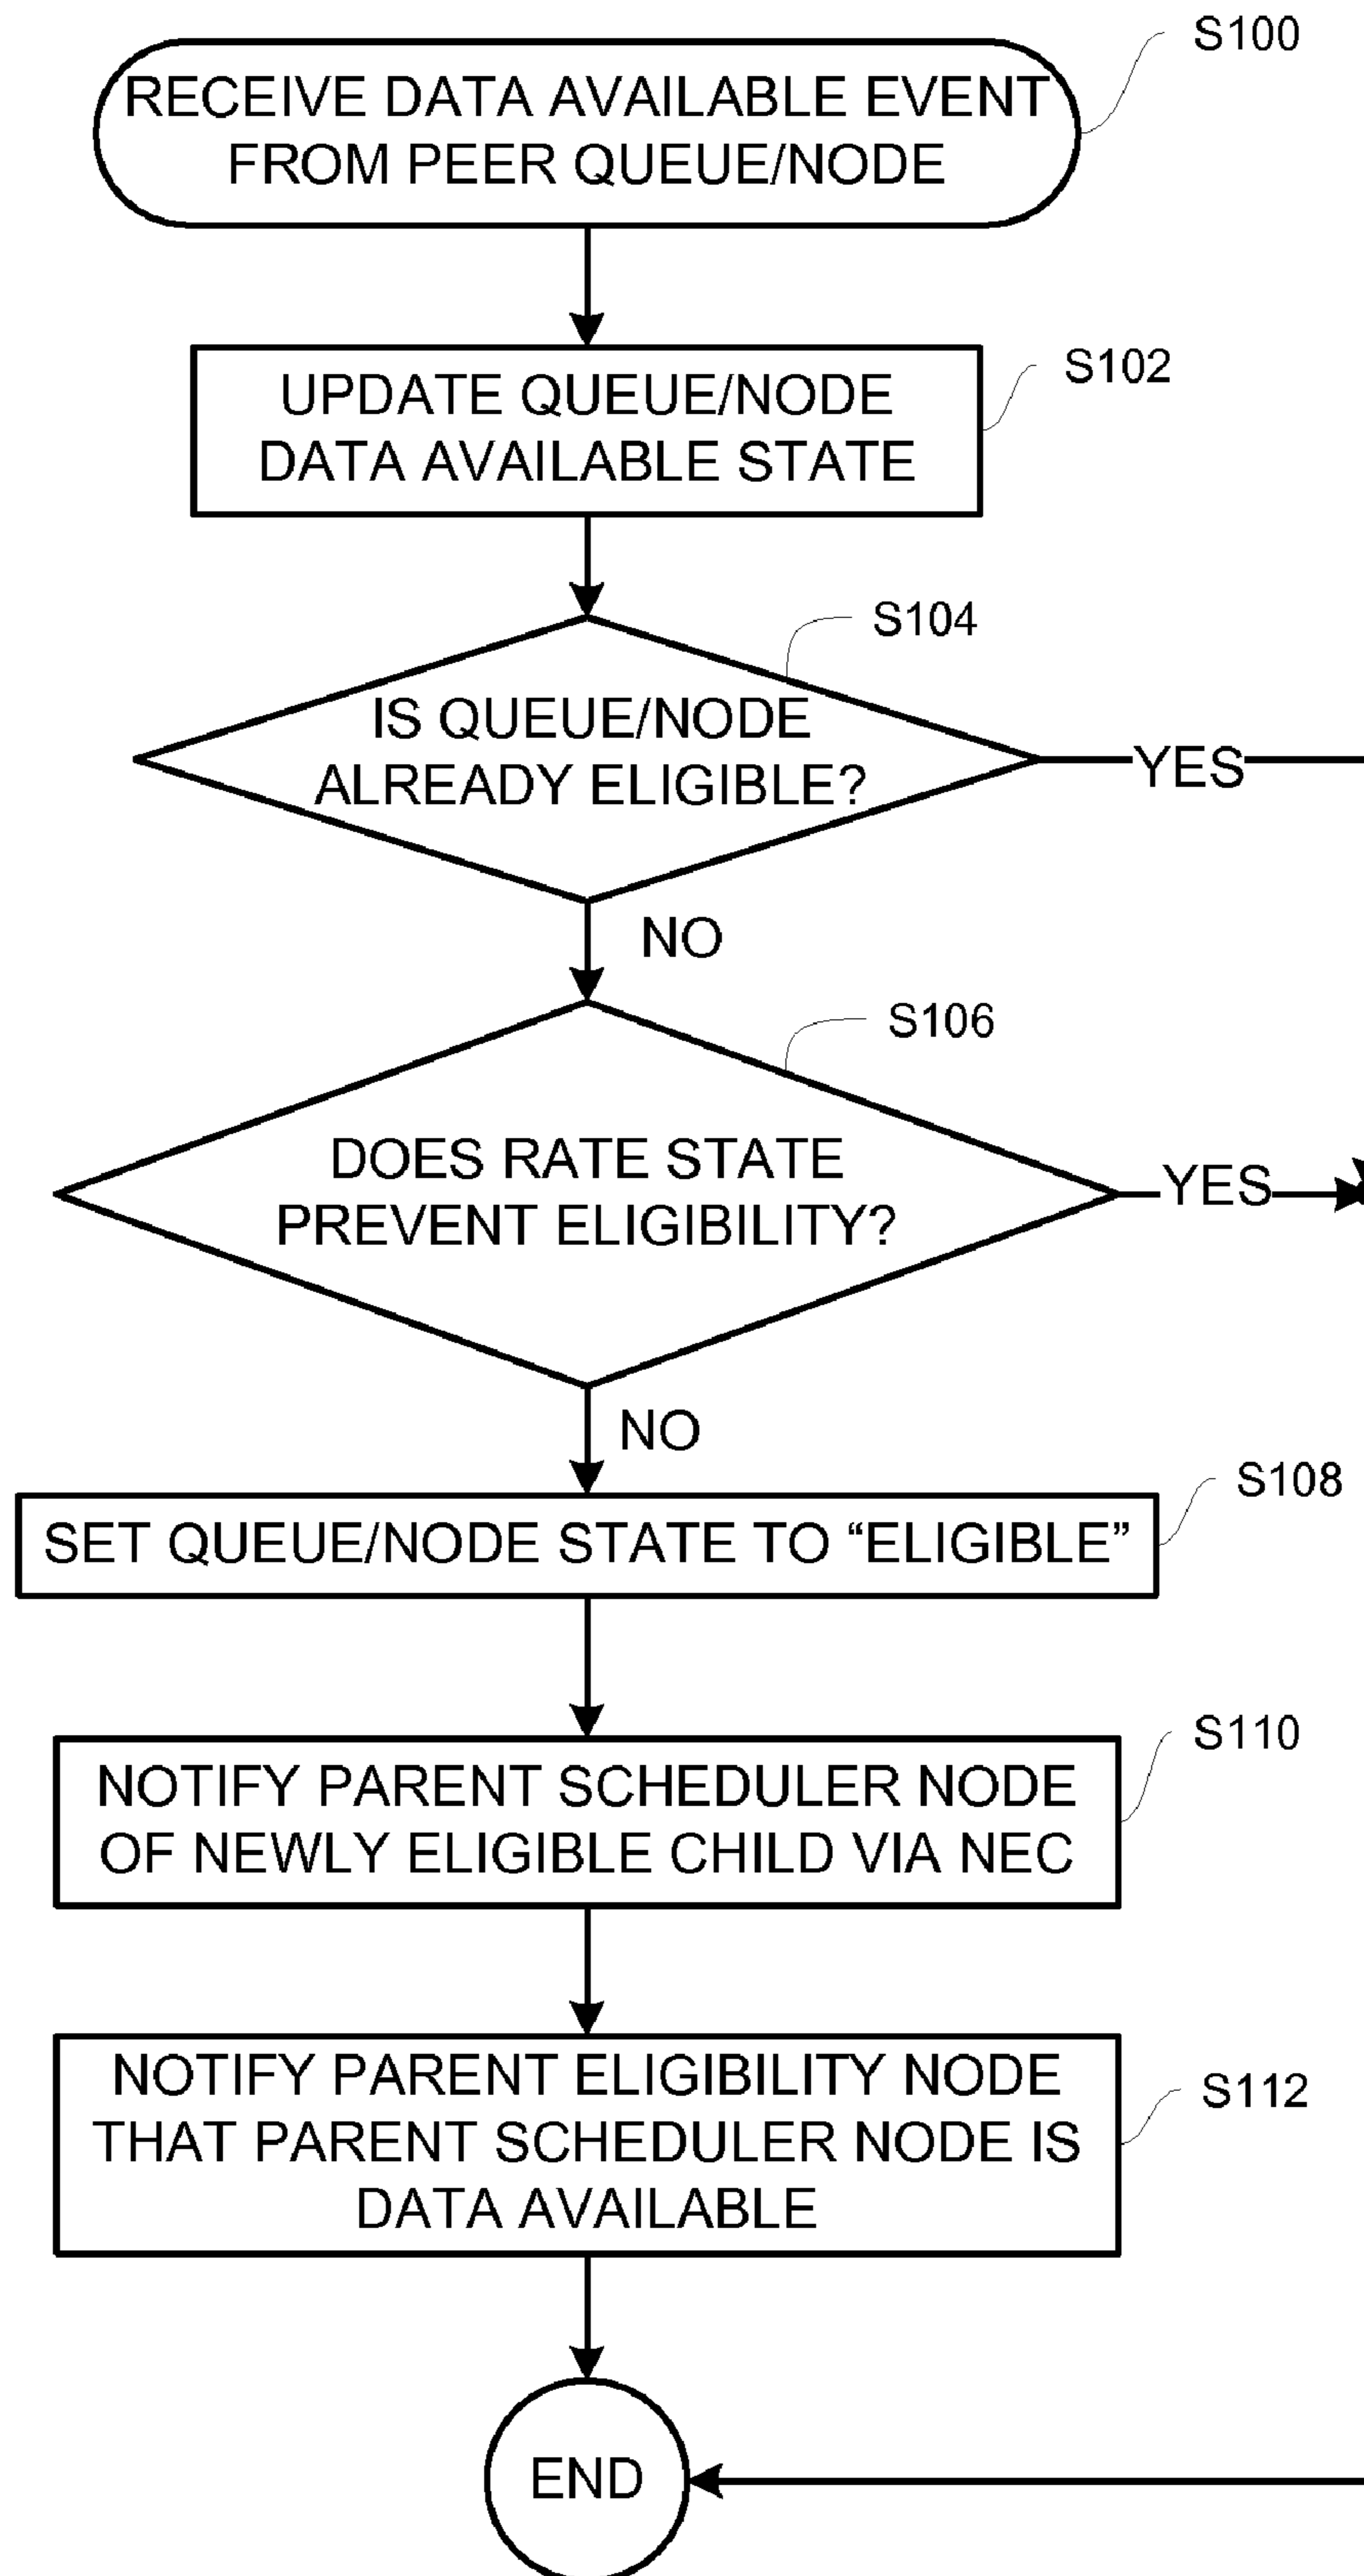 S100
RECEIVE DATA AVAILABLE EVENT
FROM PEER QUEUE/NODE
S102
UPDATE QUEUE/NODE
DATA AVAILABLE STATE
S104
IS QUEUE/NODE
ALREADY ELIGIBLE?
YES
NO
S106
DOES RATE STATE
PREVENT ELIGIBILITY?
YES
NO
S108
SET QUEUE/NODE STATE TO “ELIGIBLE”
S110
NOTIFY PARENT SCHEDULER NODE
OF NEWLY ELIGIBLE CHILD VIA NEC
S112
NOTIFY PARENT ELIGIBILITY NODE
THAT PARENT SCHEDULER NODE IS
DATA AVAILABLE
END